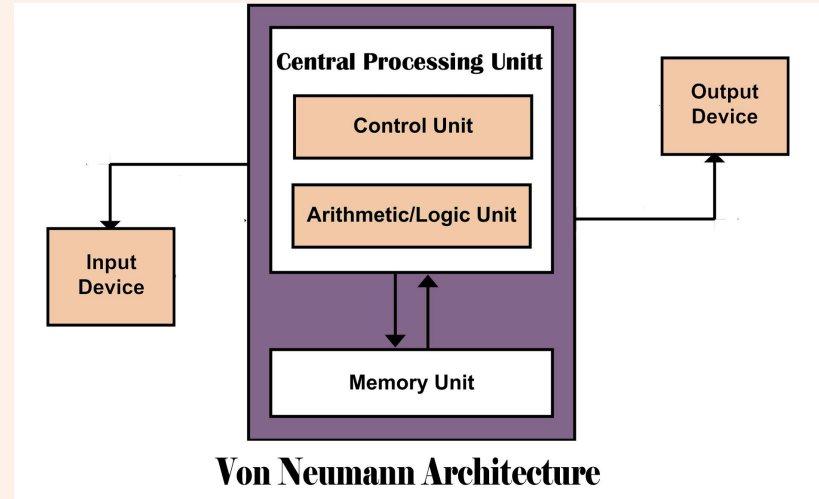 Central Processing Unitt
Control Unit
Arithmetic/Logic Unit
Output
Device
Input
Device
Memory Unit
Von Neumann Architecture